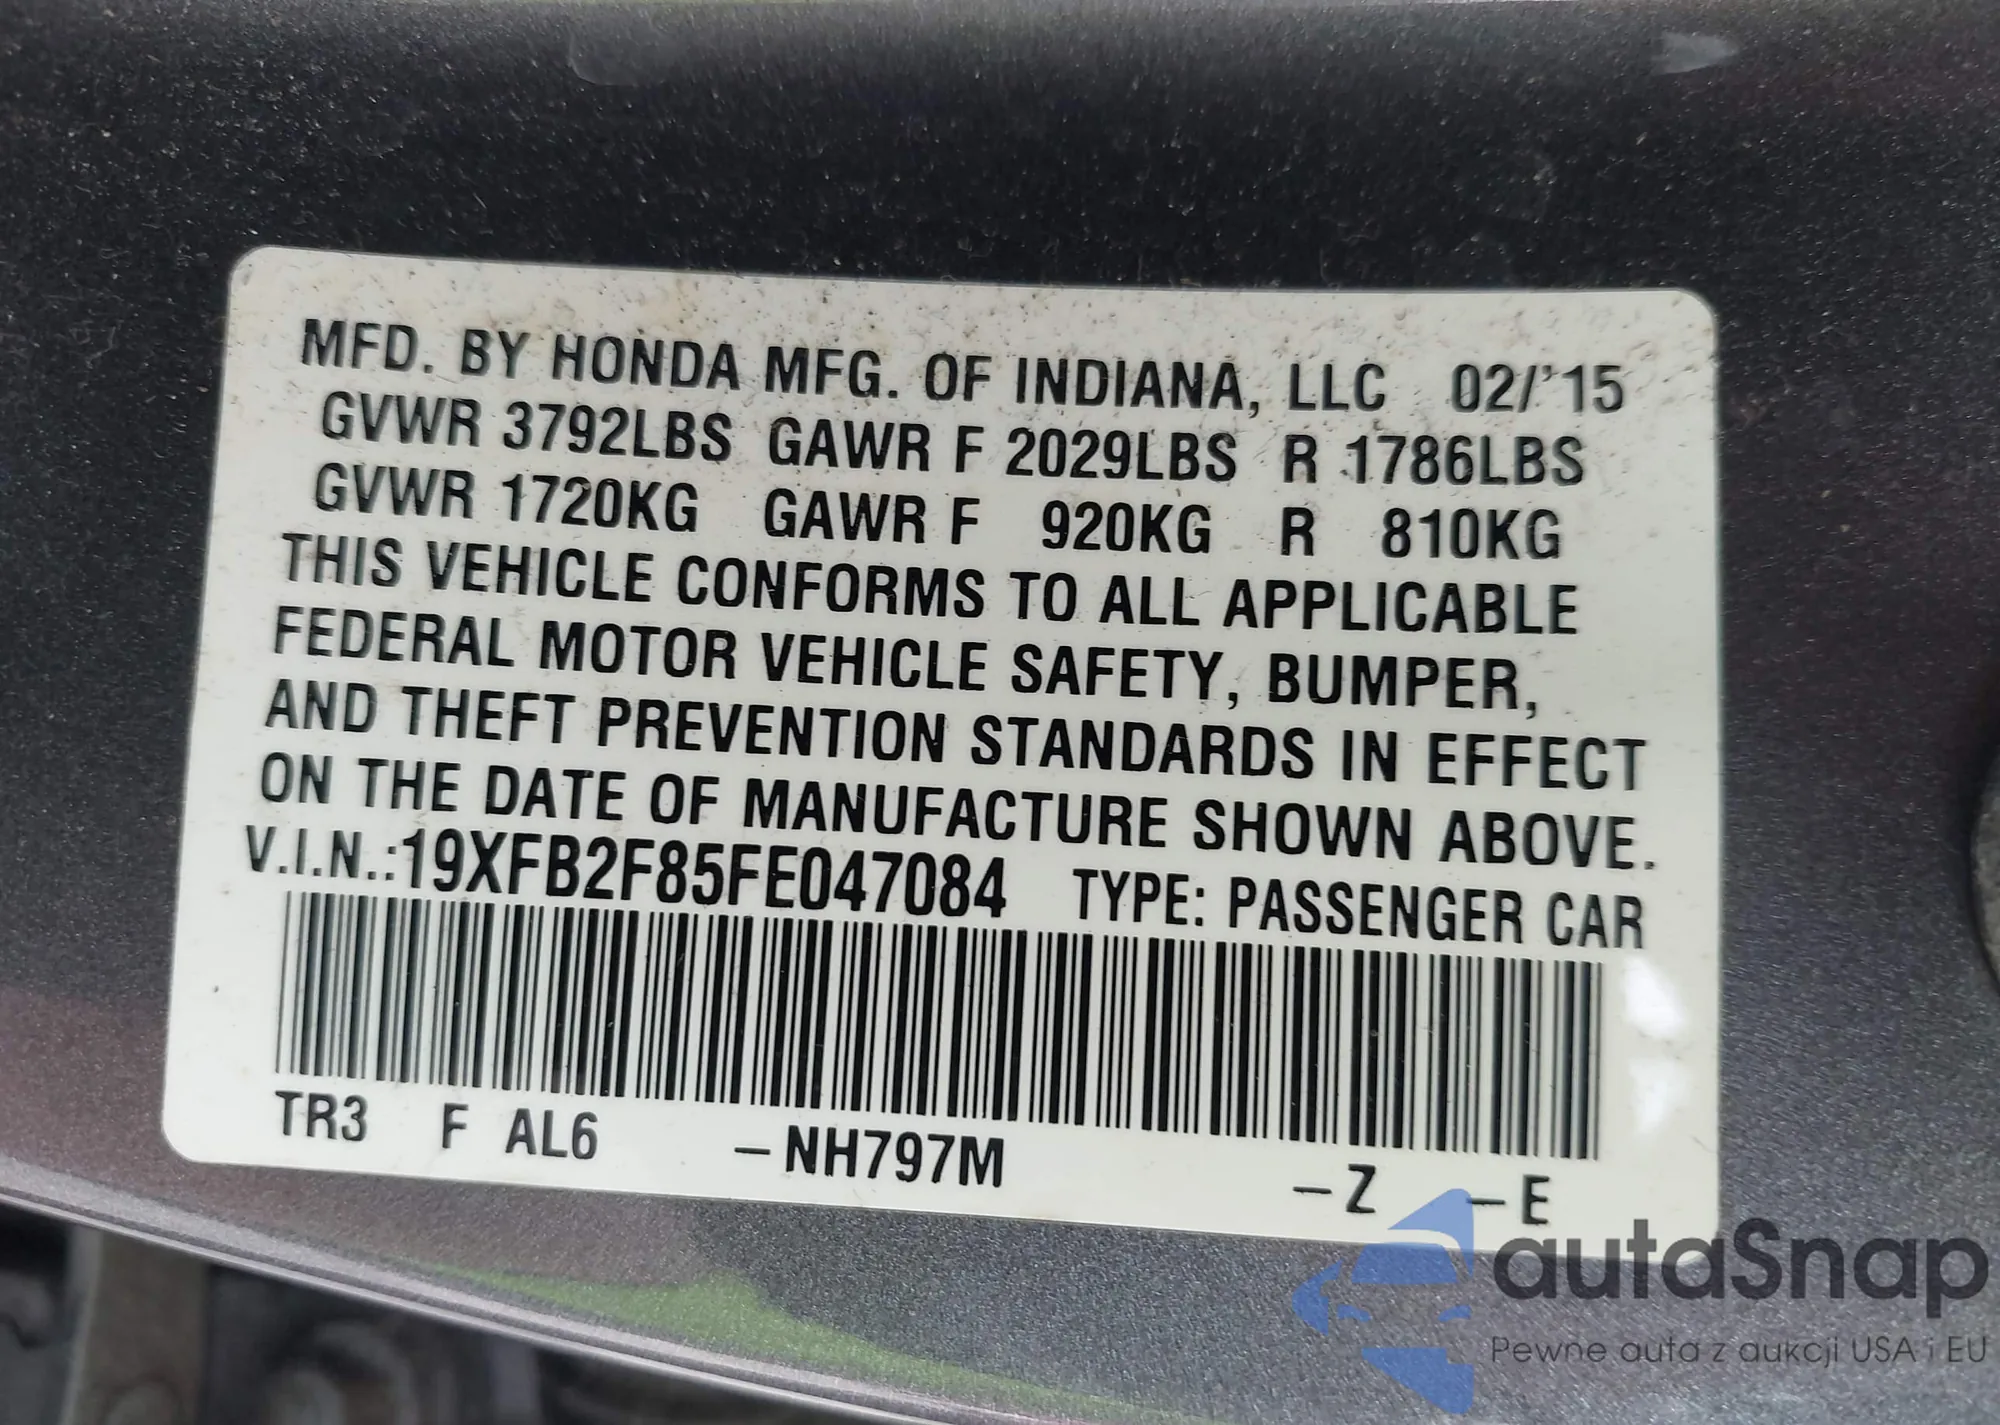 MFD. BY HONDA MFG. OF INDIANA, LLC 02/'15
GVWR 3792LBS GAWR F 2029LBS R 1786LBS
GVWR 1720KG GAWR F 920KG R 810KG
THIS VEHICLE CONFORMS TO ALL APPLICABLE
FEDERAL MOTOR VEHICLE SAFETY, BUMPER,
AND THEFT PREVENTION STANDARDS IN EFFECT
ON THE DATE OF MANUFACTURE SHOWN ABOVE.
V.I.N.:19XFB2F85FE047084 TYPE: PASSENGER CAR
TR3 F AL6 –NH797M –Z –E
autaSnap
Pewne auta z aukcji USA i EU